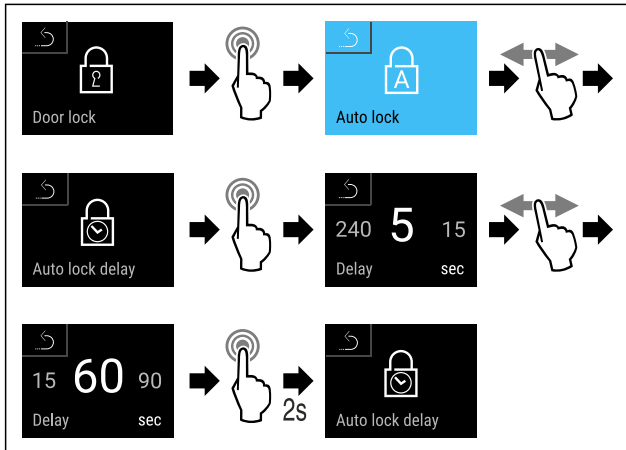 Door lock
A
Auto lock
Auto lock delay
240 5 15
Delay sec
15 60 90
Delay sec
2s
Auto lock delay